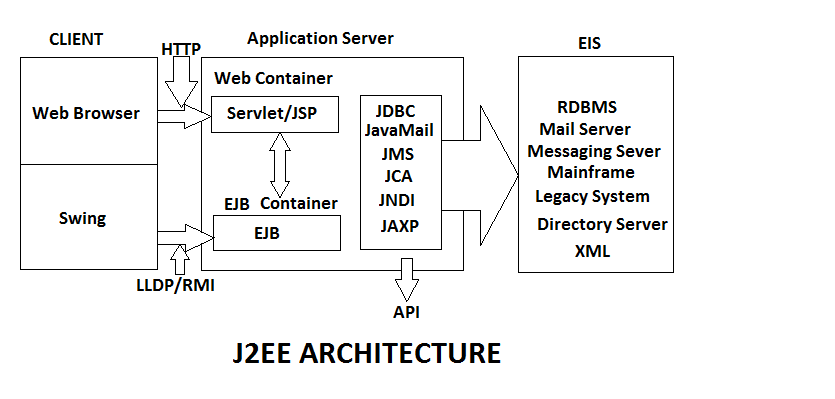 CLIENT
HTTP
Application Server
EIS
Web Browser
Web Container
Servlet/JSP
EJB Container
EJB
Swing
LLDP/RMI
JDBC
JavaMail
JMS
JCA
JNDI
JAXP
API
RDBMS
Mail Server
Messaging Sever
Mainframe
Legacy System
Directory Server
XML
J2EE ARCHITECTURE